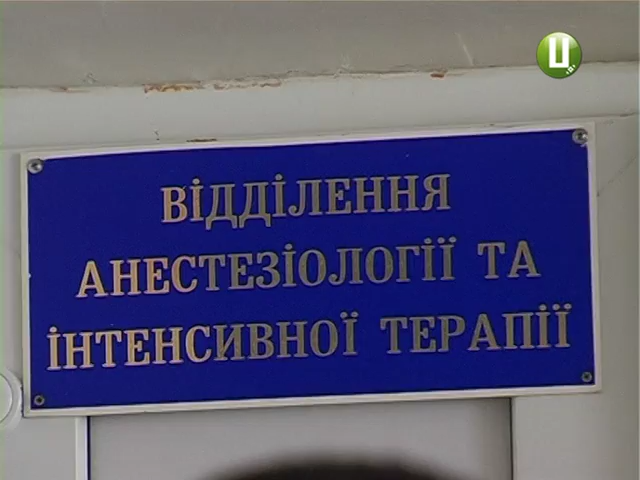 Ц
ВІДДІЛЕННЯ
АНЕСТЕЗІОЛОГІЇ ТА
ІНТЕНСИВНОЇ ТЕРАПІЇ